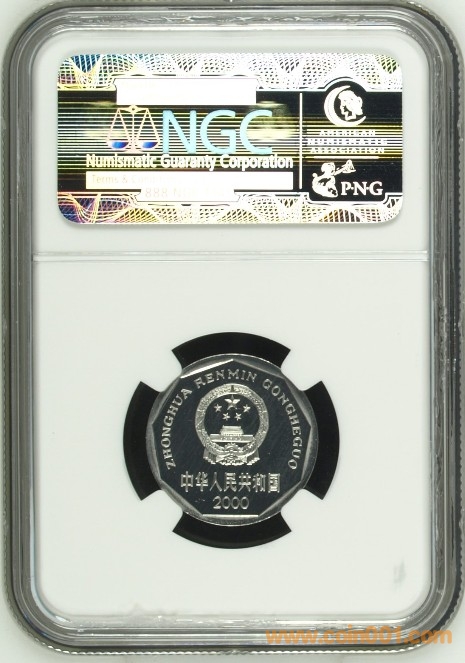 NGC
Numismatic Guaranty Corporation
Terms &
AMERICAN
NUMISMATIC
ASSOCIATION
PNG
ZHONGHUA RENMIN GONGHEGUO
中华人民共和国
2000
www.coin001.com